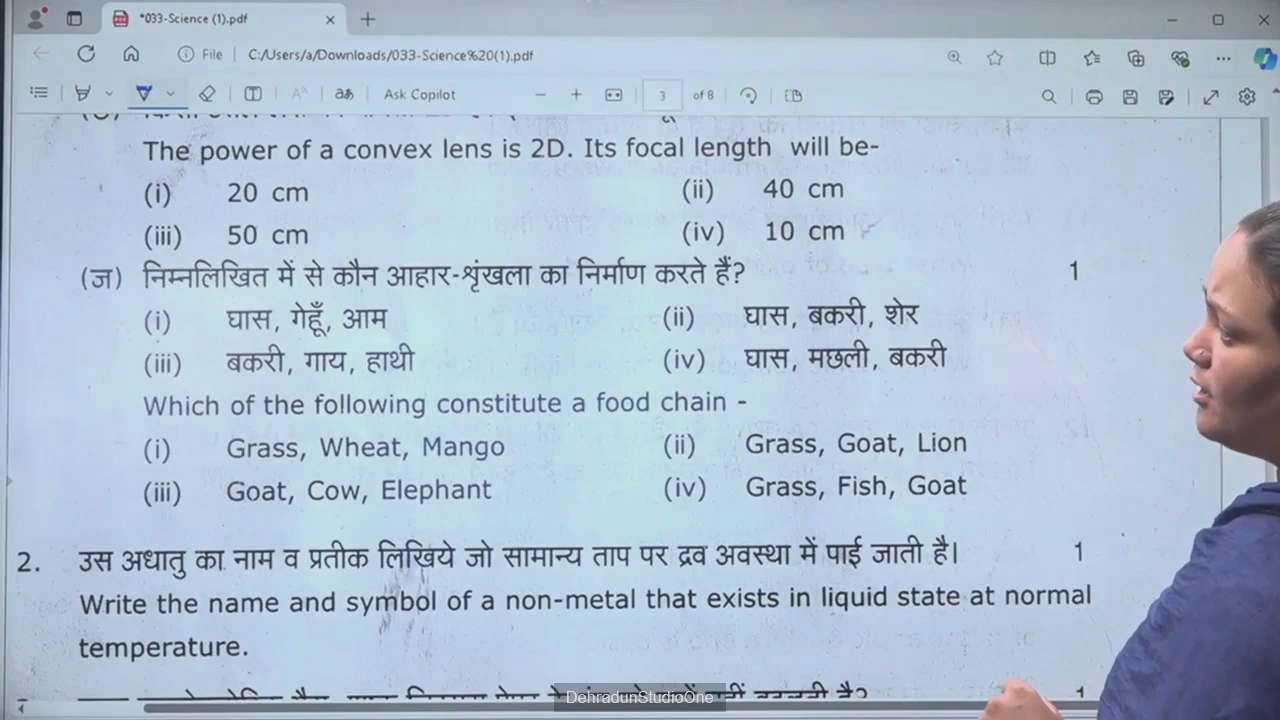 *033-Science (1).pdf
File | C:/Users/a/Downloads/033-Science%20(1).pdf
Ask Copilot 3 of 8
The power of a convex lens is 2D. Its focal length will be-
(i) 20 cm (ii) 40 cm
(iii) 50 cm (iv) 10 cm
(ज) निम्नलिखित में से कौन आहार-श्रृंखला का निर्माण करते हैं? 1
(i) घास, गेहूँ, आम (ii) घास, बकरी, शेर
(iii) बकरी, गाय, हाथी (iv) घास, मछली, बकरी
Which of the following constitute a food chain -
(i) Grass, Wheat, Mango (ii) Grass, Goat, Lion
(iii) Goat, Cow, Elephant (iv) Grass, Fish, Goat
2. उस अधातु का नाम व प्रतीक लिखिये जो सामान्य ताप पर द्रव अवस्था में पाई जाती है। 1
Write the name and symbol of a non-metal that exists in liquid state at normal
temperature.
1
DehradunStudioOne